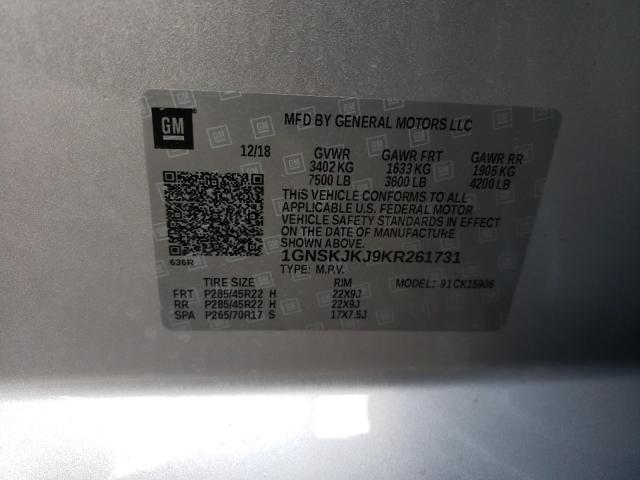 GM
MFD BY GENERAL MOTORS LLC
12/18 GVWR GAWR FRT GAWR RR
3402 KG 1633 KG 1905 KG
7500 LB 3600 LB 4200 LB
THIS VEHICLE CONFORMS TO ALL
APPLICABLE U.S. FEDERAL MOTOR
VEHICLE SAFETY STANDARDS IN EFFECT
ON THE DATE OF MANUFACTURE
SHOWN ABOVE.
1GNSKJKJ9KR261731
636R
TYPE: M.P.V.
TIRE SIZE RIM MODEL: 91CK15906
FRT P285/45R22 H 22X9J
RR P285/45R22 H 22X9J
SPA P265/70R17 S 17X7.5J